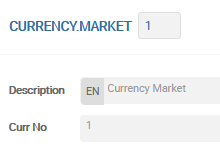 CURRENCY.MARKET 1
Description EN Currency Market
Curr No 1